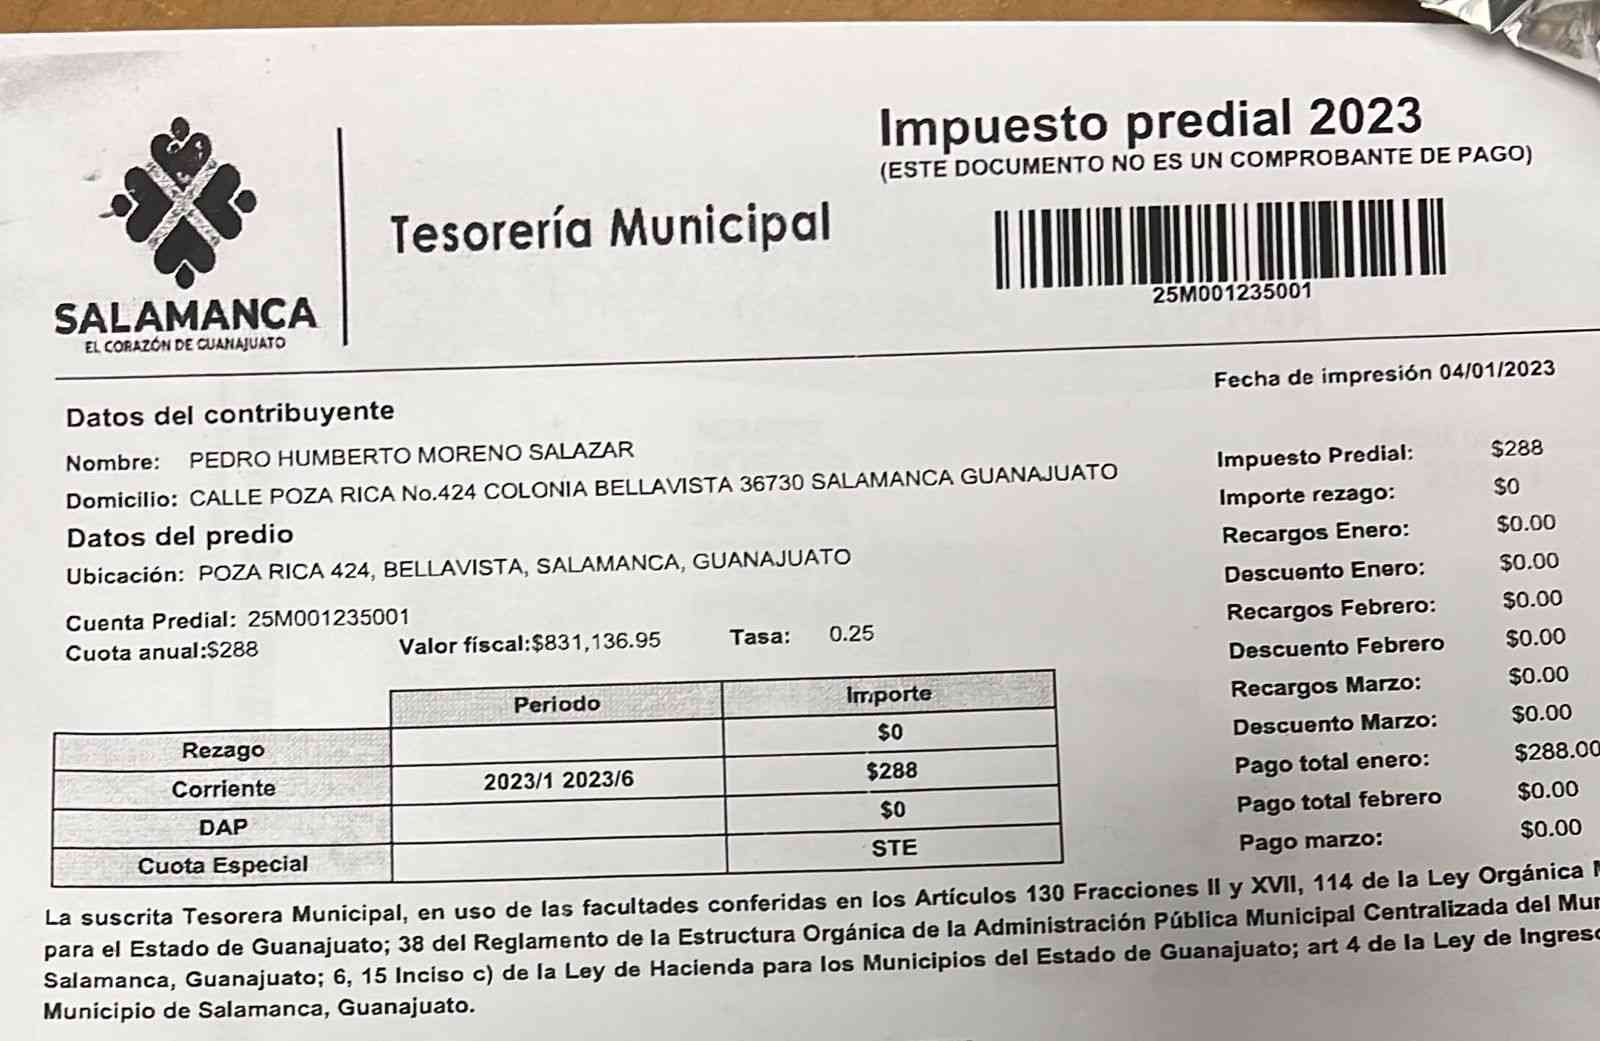 Impuesto predial 2023
(ESTE DOCUMENTO NO ES UN COMPROBANTE DE PAGO)
Tesorería Municipal
25M001235001
SALAMANCA
EL CORAZÓN DE GUANAJUATO
Fecha de impresión 04/01/2023
Datos del contribuyente
Nombre: PEDRO HUMBERTO MORENO SALAZAR
Domicilio: CALLE POZA RICA No.424 COLONIA BELLAVISTA 36730 SALAMANCA GUANAJUATO
Datos del predio
Ubicación: POZA RICA 424, BELLAVISTA, SALAMANCA, GUANAJUATO
Cuenta Predial: 25M001235001
Cuota anual:$288 Valor físcal:$831,136.95 Tasa: 0.25
Periodo Importe
Rezago $0
Corriente 2023/1 2023/6 $288
DAP $0
Cuota Especial STE
Impuesto Predial: $288
Importe rezago: $0
Recargos Enero: $0.00
Descuento Enero: $0.00
Recargos Febrero: $0.00
Descuento Febrero $0.00
Recargos Marzo: $0.00
Descuento Marzo: $0.00
Pago total enero: $288.00
Pago total febrero $0.00
Pago marzo: $0.00
La suscrita Tesorera Municipal, en uso de las facultades conferidas en los Artículos 130 Fracciones II y XVII, 114 de la Ley Orgánica
para el Estado de Guanajuato; 38 del Reglamento de la Estructura Orgánica de la Administración Pública Municipal Centralizada del
Salamanca, Guanajuato; 6, 15 Inciso c) de la Ley de Hacienda para los Municipios del Estado de Guanajuato; art 4 de la Ley de
Municipio de Salamanca, Guanajuato.